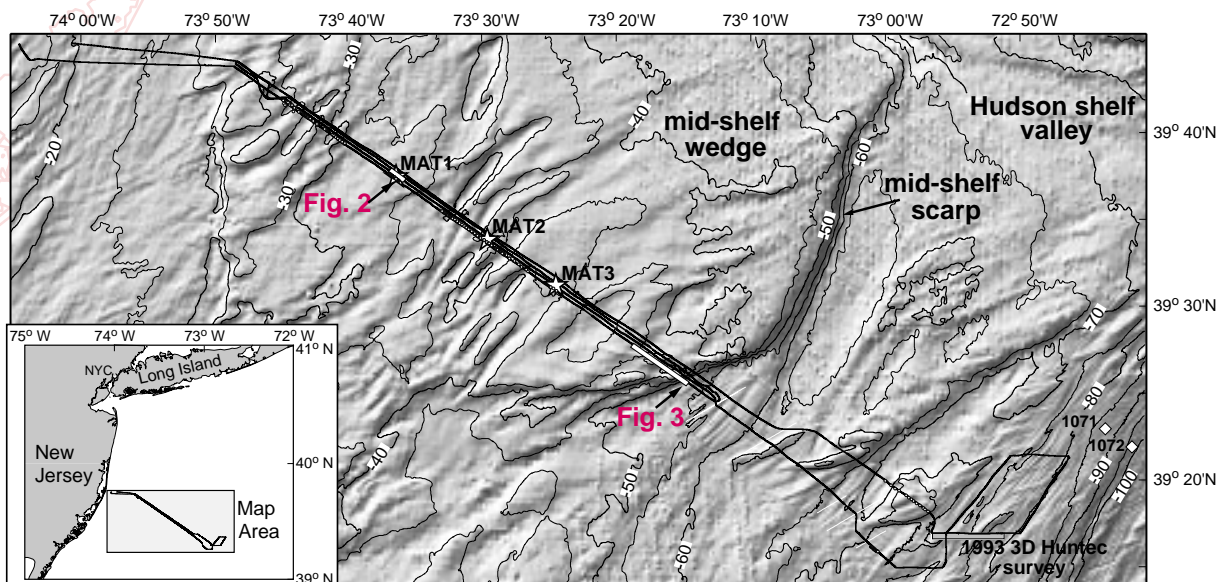 74° 00' W
73° 50' W
73° 40' W
73° 30' W
73° 20' W
73° 10' W
73° 00' W
72° 50' W
-30
-40
-20
mid-shelf
wedge
Hudson shelf
valley
39° 40' N
-60
MAT1
Fig. 2
-30
mid-shelf
scarp
-50
MAT2
MAT3
39° 30' N
-70
75° W
74° W
73° W
72° W
41° N
NYC
Long Island
Fig. 3
-80
1071
1072
New
Jersey
40° N
-40
-50
-90
-100
39° 20' N
Map
Area
-60
1993 3D Huntec
survey
39° N